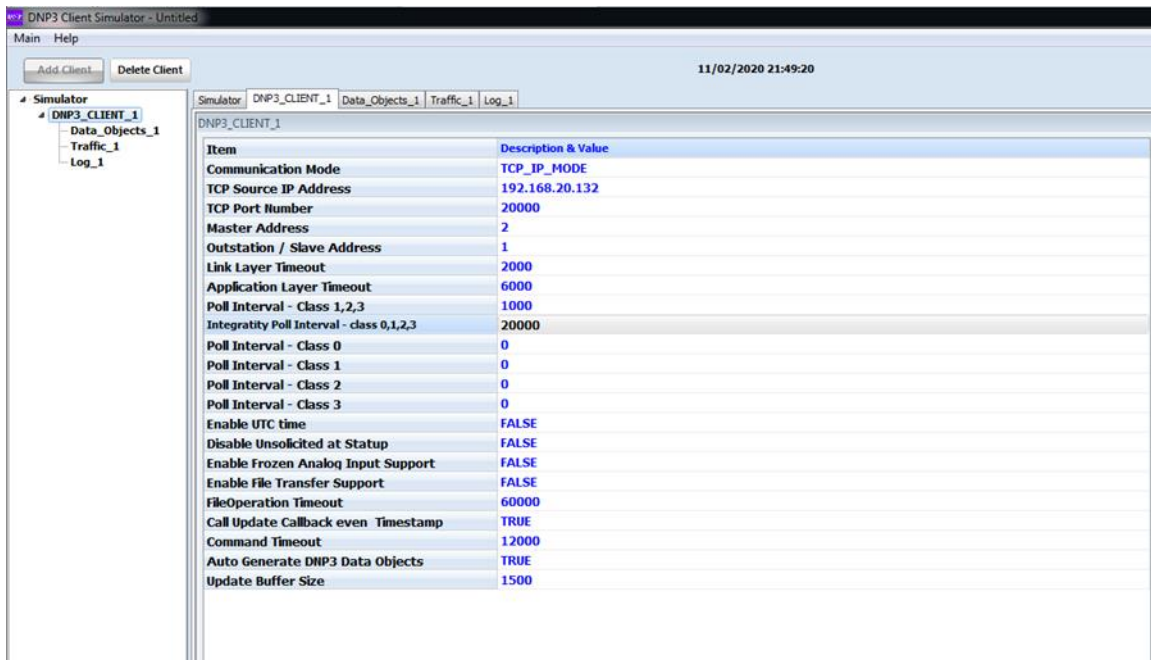 DNP3 Client Simulator - Untitled
Main Help
Add Client Delete Client 11/02/2020 21:49:20
Simulator
DNP3_CLIENT_1
Data_Objects_1
Traffic_1
Log_1
Simulator DNP3_CLIENT_1 Data_Objects_1 Traffic_1 Log_1
DNP3_CLIENT_1
Item Description & Value
Communication Mode TCP_IP_MODE
TCP Source IP Address 192.168.20.132
TCP Port Number 20000
Master Address 2
Outstation / Slave Address 1
Link Layer Timeout 2000
Application Layer Timeout 6000
Poll Interval - Class 1,2,3 1000
Integratity Poll Interval - class 0,1,2,3 20000
Poll Interval - Class 0 0
Poll Interval - Class 1 0
Poll Interval - Class 2 0
Poll Interval - Class 3 0
Enable UTC time FALSE
Disable Unsolicited at Statup FALSE
Enable Frozen Analog Input Support FALSE
Enable File Transfer Support FALSE
FileOperation Timeout 60000
Call Update Callback even Timestamp TRUE
Command Timeout 12000
Auto Generate DNP3 Data Objects TRUE
Update Buffer Size 1500